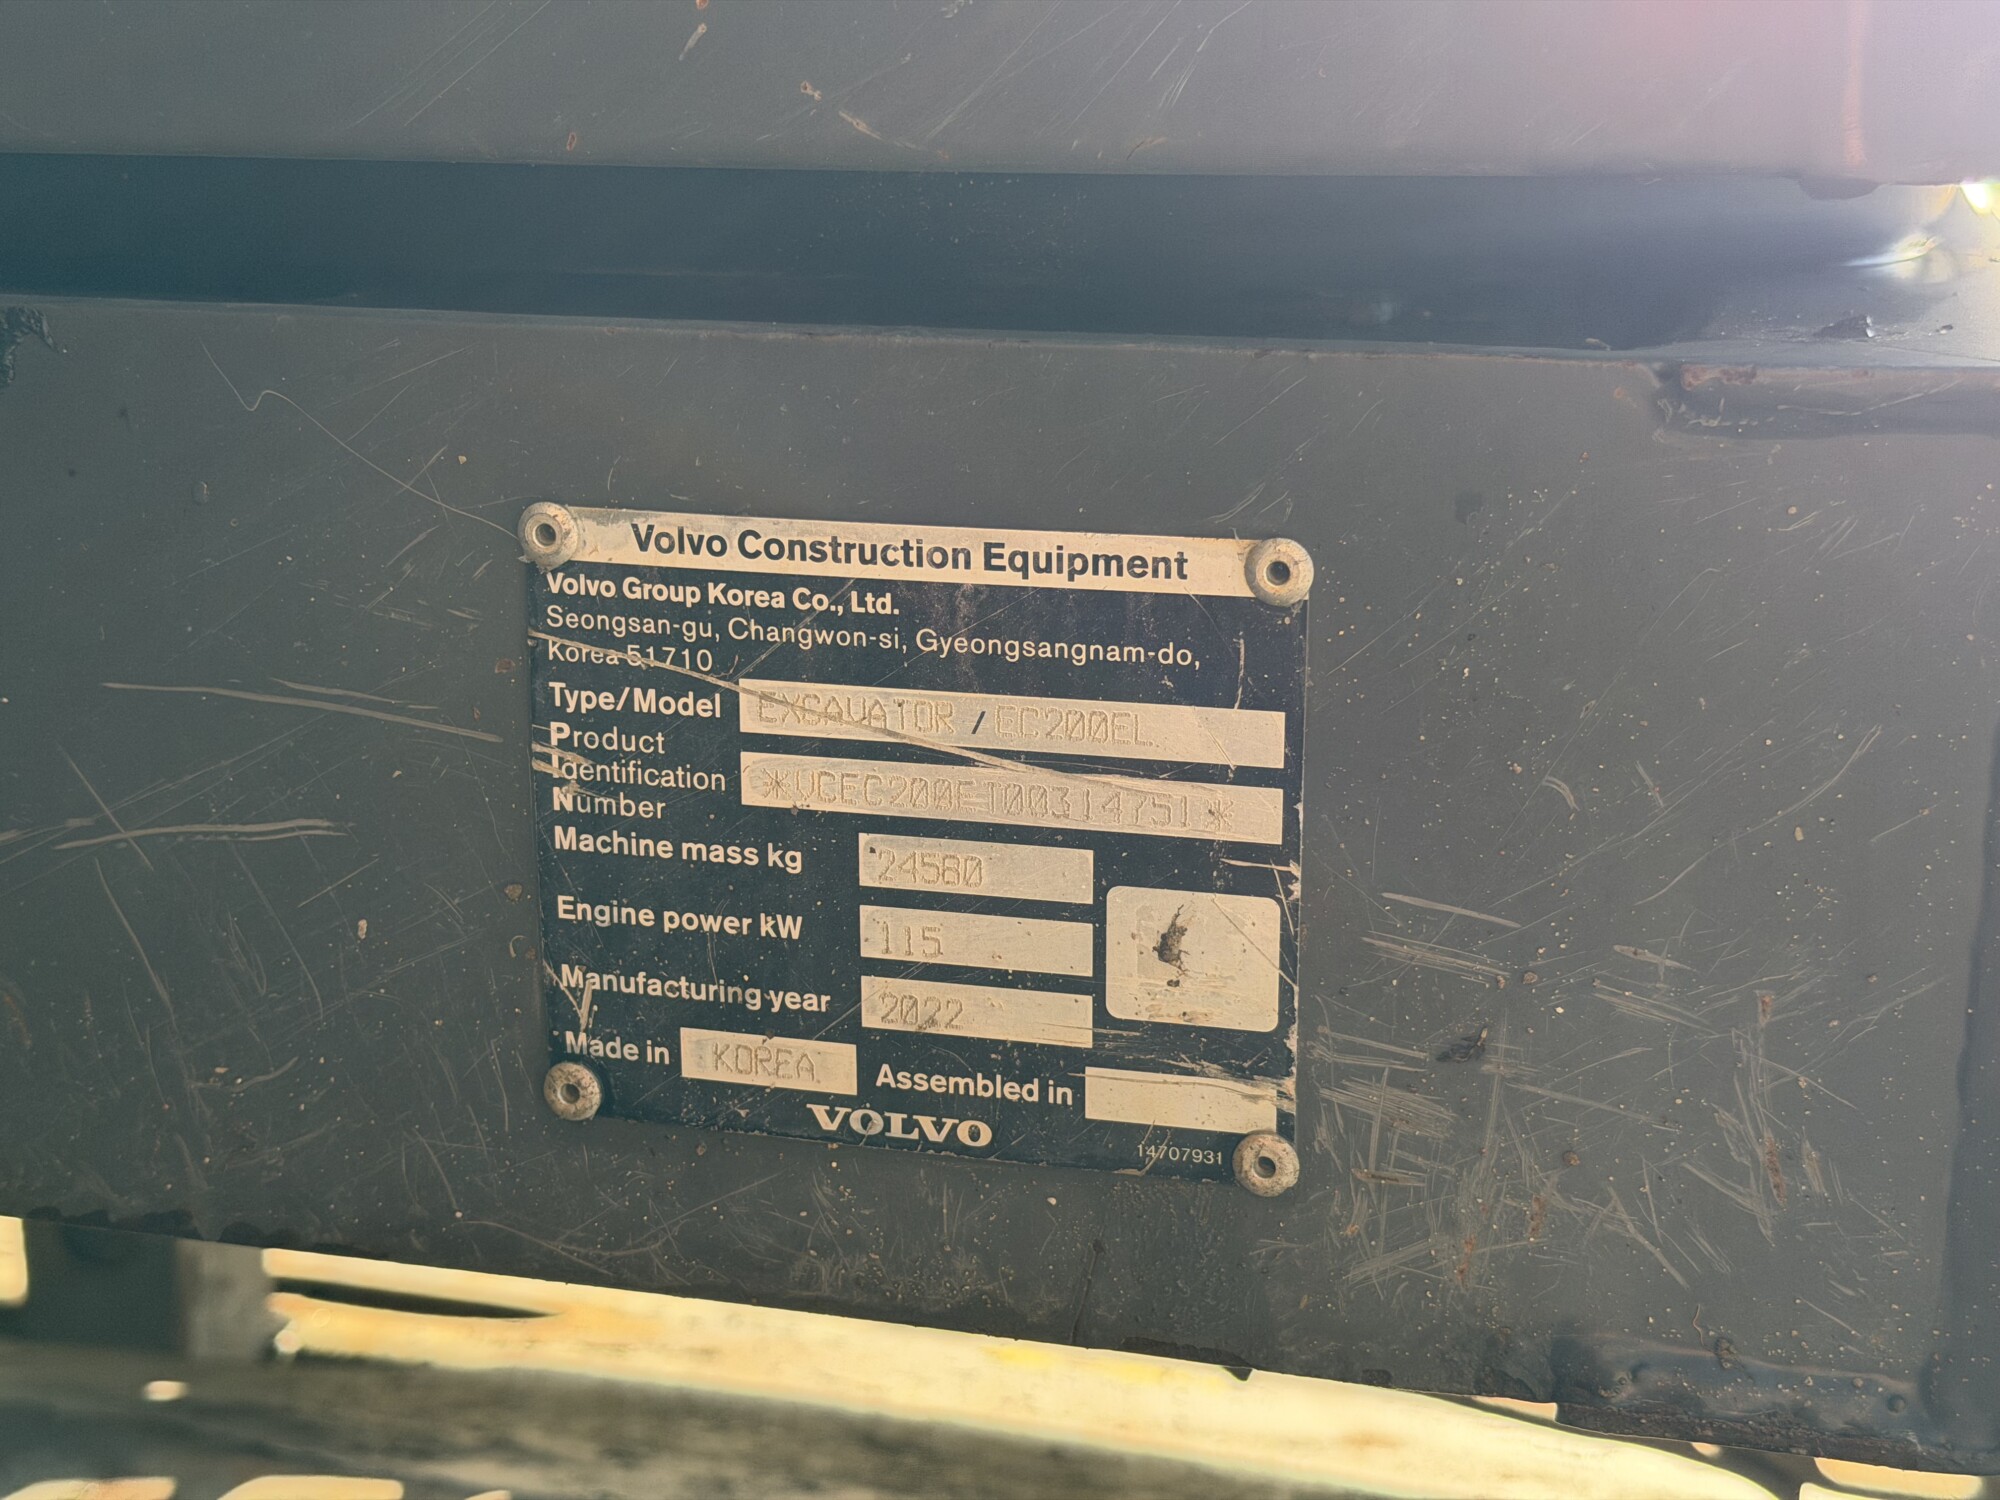 Volvo Construction Equipment
Volvo Group Korea Co., Ltd.
Seongsan-gu, Changwon-si, Gyeongsangnam-do,
Korea 51710
Type/Model EXCAVATOR / EC200EL
Product
Identification *VCEC200ET00314751*
Number
Machine mass kg 24580
Engine power kW 115
Manufacturing year 2022
Made in KOREA Assembled in
VOLVO
14707931